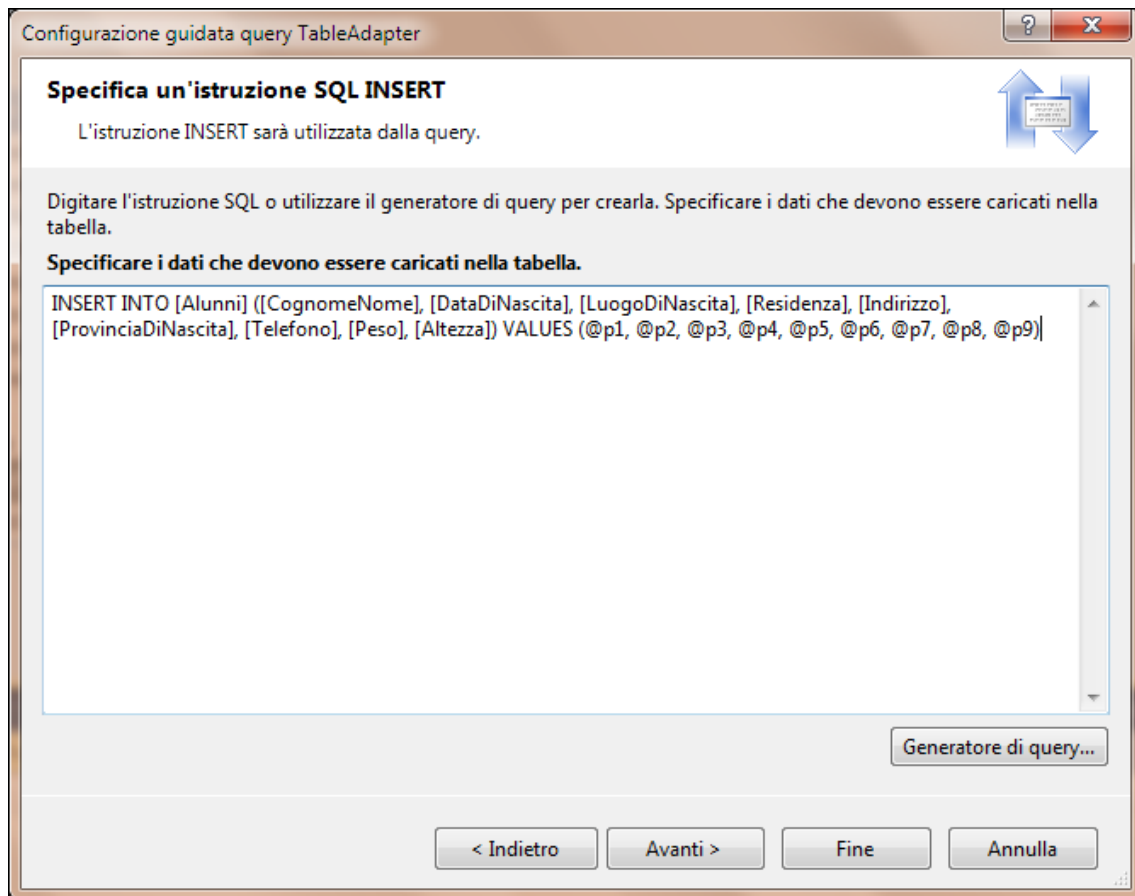 Configurazione guidata query TableAdapter
Specifica un'istruzione SQL INSERT
L'istruzione INSERT sarà utilizzata dalla query.
Digitare l'istruzione SQL o utilizzare il generatore di query per crearla. Specificare i dati che devono essere caricati nella
tabella.
Specificare i dati che devono essere caricati nella tabella.
INSERT INTO [Alunni] ([CognomeNome], [DataDiNascita], [LuogoDiNascita], [Residenza], [Indirizzo],
[ProvinciaDiNascita], [Telefono], [Peso], [Altezza]) VALUES (@p1, @p2, @p3, @p4, @p5, @p6, @p7, @p8, @p9)
Generatore di query...
< Indietro
Avanti >
Fine
Annulla